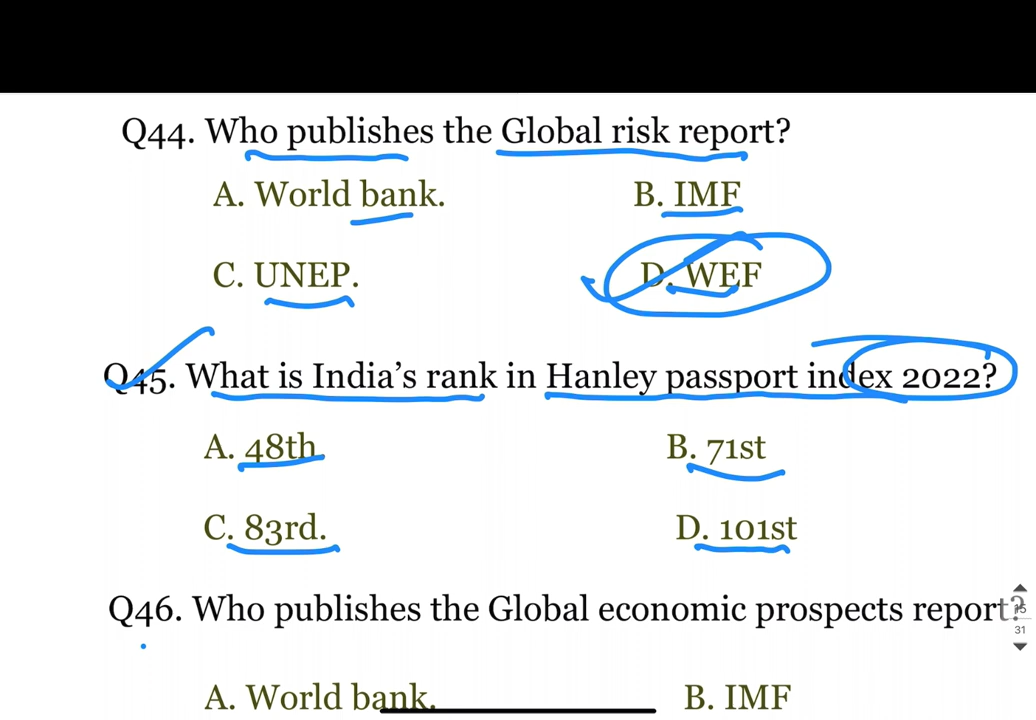 Q44. Who publishes the Global risk report?
A. World bank. B. IMF
C. UNEP. D. WEF
Q45. What is India's rank in Hanley passport index 2022?
A. 48th B. 71st
C. 83rd. D. 101st
Q46. Who publishes the Global economic prospects report?
15
31
A. World bank. B. IMF